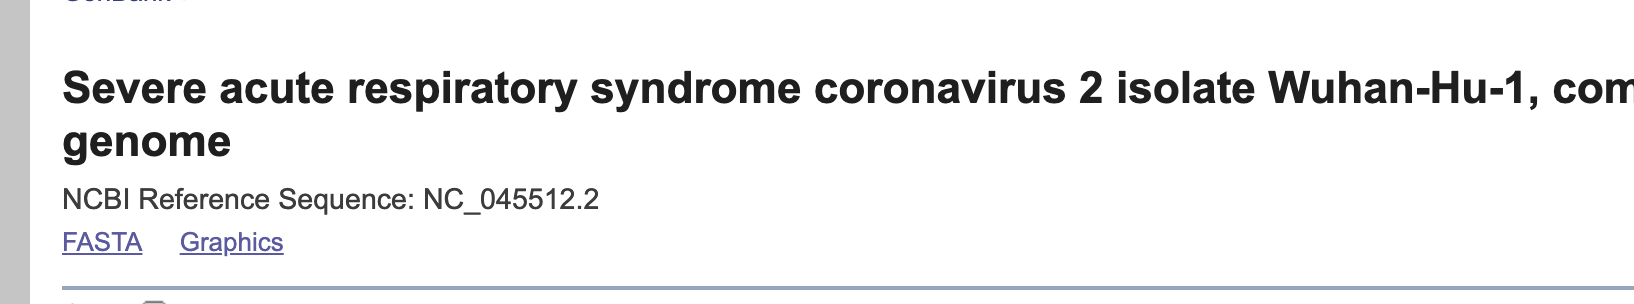 Severe acute respiratory syndrome coronavirus 2 isolate Wuhan-Hu-1, com
genome
NCBI Reference Sequence: NC_045512.2
FASTA Graphics